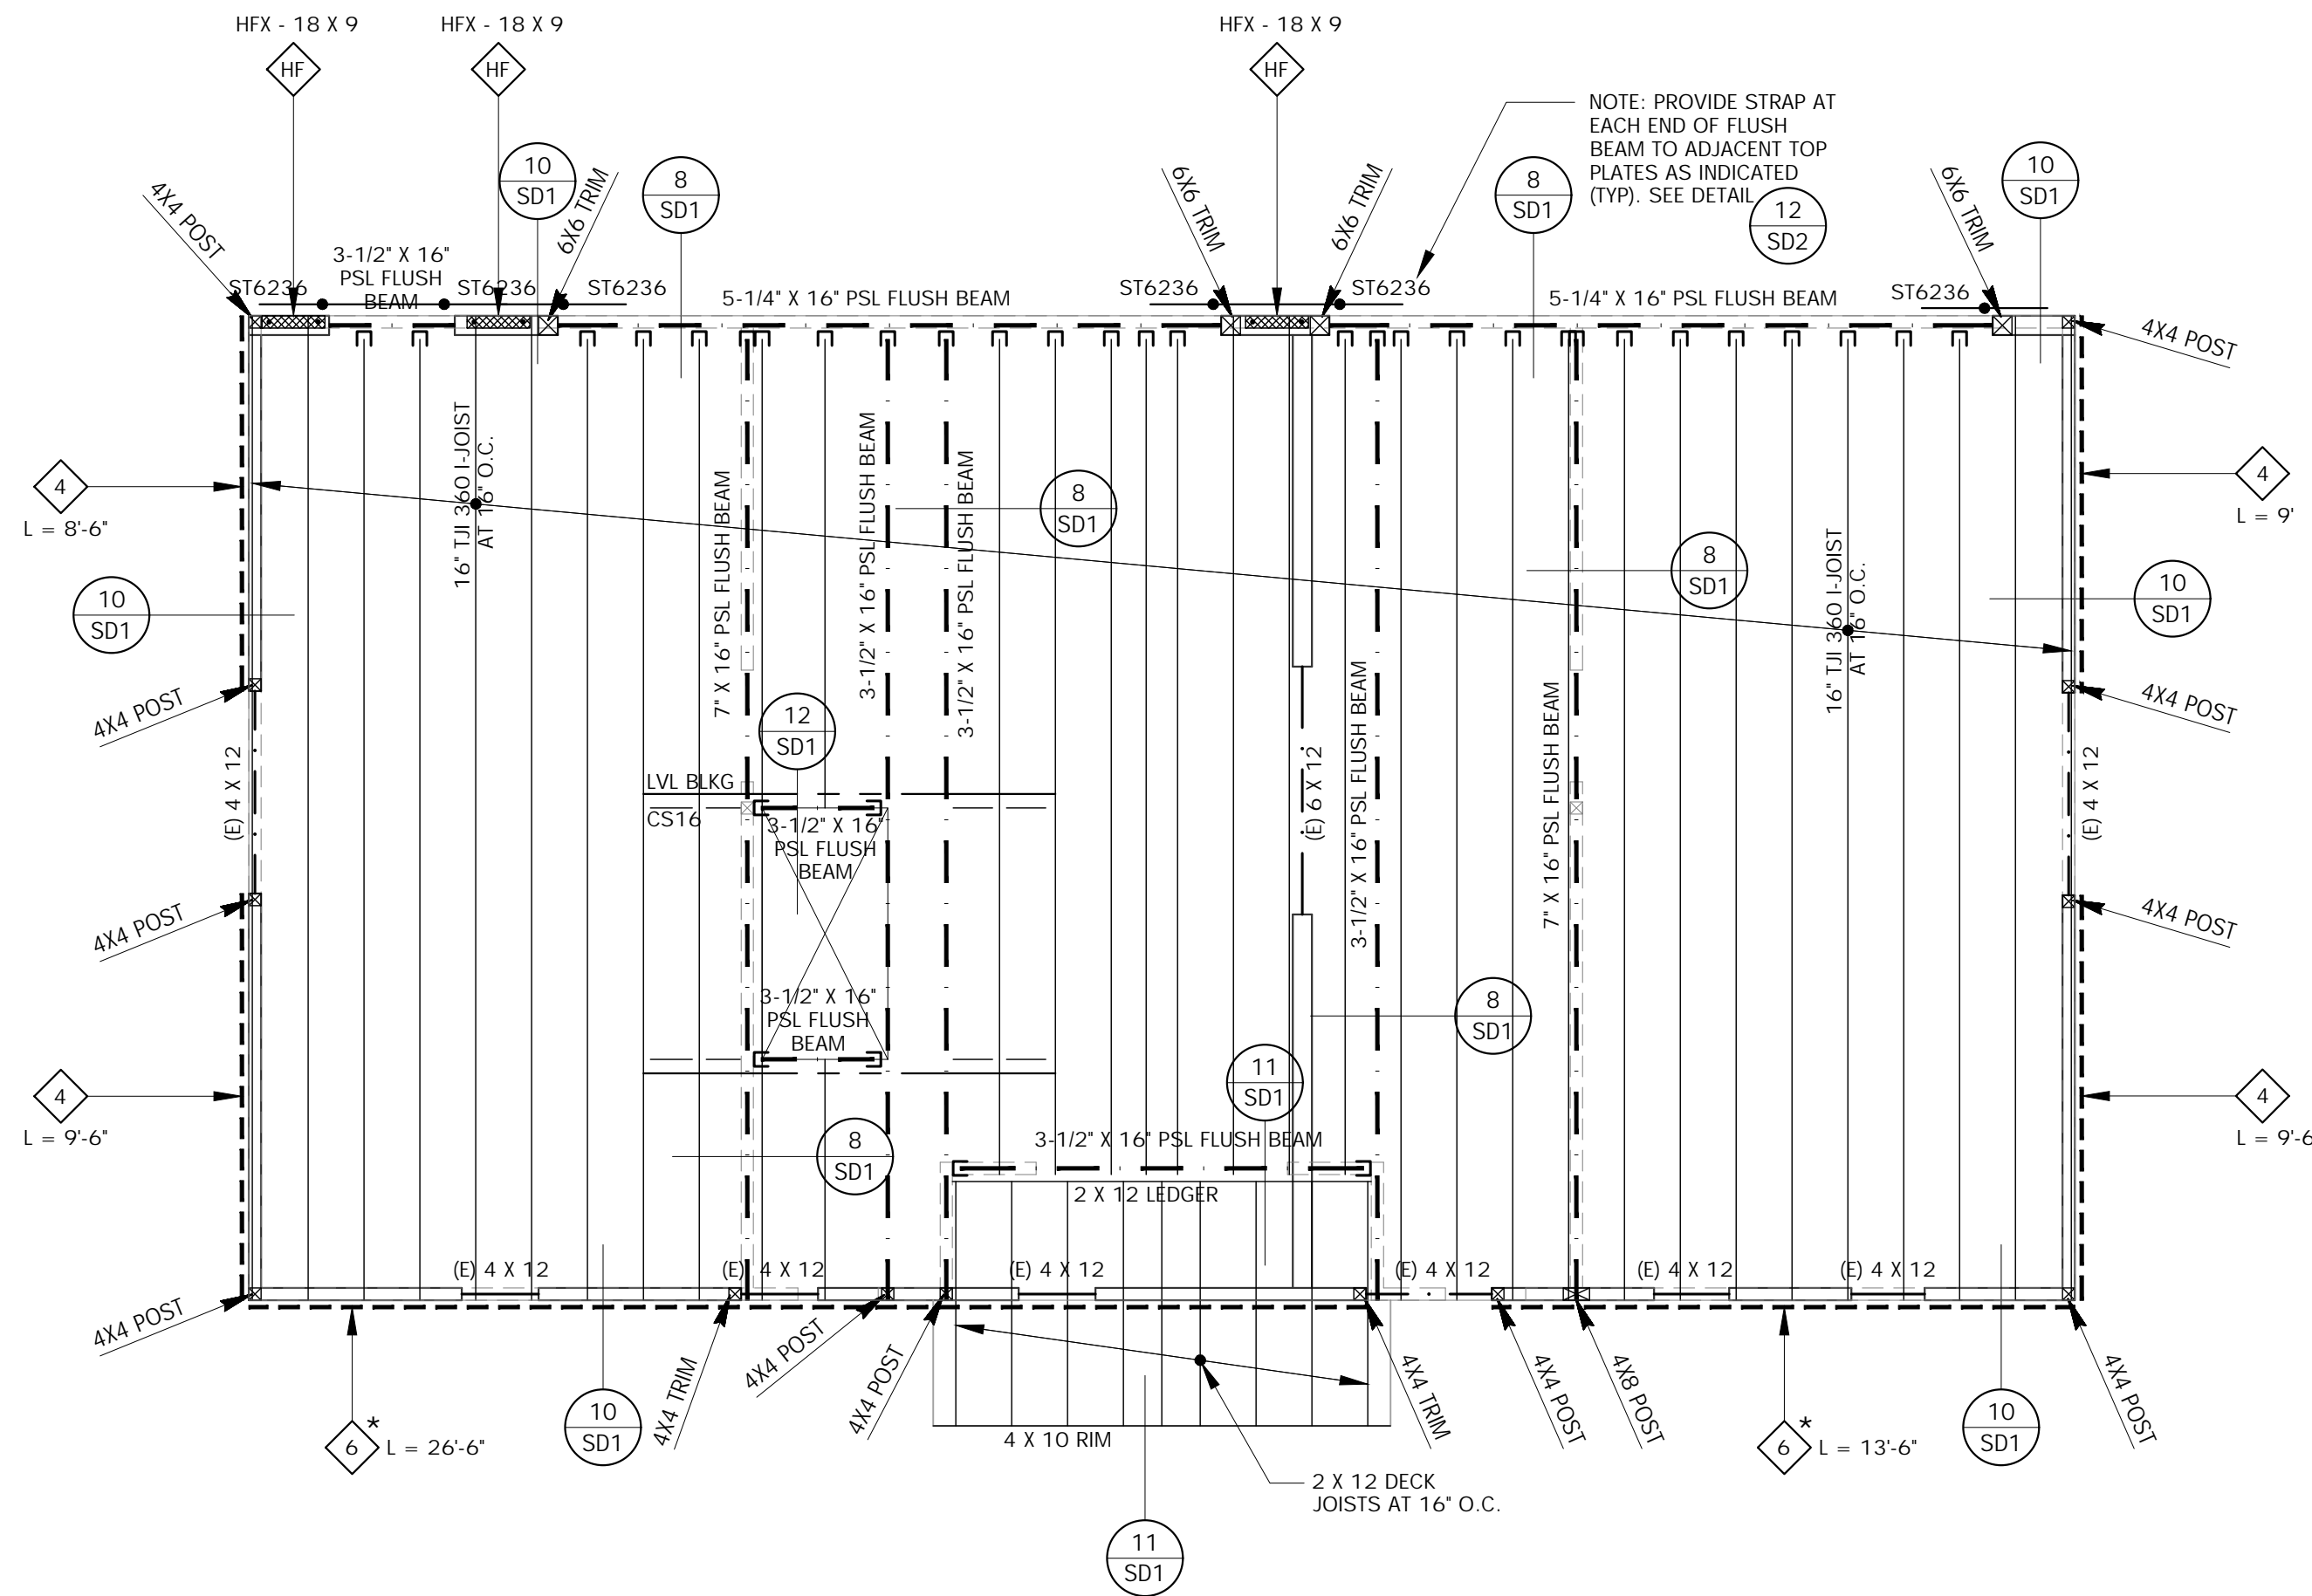 HFX - 18 X 9
HFX - 18 X 9
HFX - 18 X 9
HF
HF
HF
NOTE: PROVIDE STRAP AT
EACH END OF FLUSH
BEAM TO ADJACENT TOP
PLATES AS INDICATED
(TYP). SEE DETAIL
12
SD2
10
SD1
8
SD1
8
SD1
10
SD1
4X4 POST
6X6 TRIM
6X6 TRIM
6X6 TRIM
6X6 TRIM
3-1/2" X 16"
PSL FLUSH
BEAM
ST6236
ST6236
ST6236
5-1/4" X 16" PSL FLUSH BEAM
ST6236
ST6236
5-1/4" X 16" PSL FLUSH BEAM
ST6236
4X4 POST
4
L = 8'-6"
16" TJI 360 I-JOIST
AT 16" O.C.
7" X 16" PSL FLUSH BEAM
3-1/2" X 16" PSL FLUSH BEAM
3-1/2" X 16" PSL FLUSH BEAM
8
SD1
8
SD1
16" TJI 360 I-JOIST
AT 16" O.C.
4
L = 9'
10
SD1
10
SD1
4X4 POST
4X4 POST
12
SD1
(E) 4 X 12
LVL BLKG
CS16
3-1/2" X 16"
PSL FLUSH
BEAM
(E) 6 X 12
3-1/2" X 16" PSL FLUSH BEAM
7" X 16" PSL FLUSH BEAM
(E) 4 X 12
4X4 POST
4X4 POST
3-1/2" X 16"
PSL FLUSH
BEAM
8
SD1
11
SD1
4
L = 9'-6"
4
L = 9'-6
8
SD1
3-1/2" X 16" PSL FLUSH BEAM
2 X 12 LEDGER
(E) 4 X 12
(E) 4 X 12
(E) 4 X 12
(E) 4 X 12
(E) 4 X 12
(E) 4 X 12
4X4 POST
4X4 TRIM
4X4 POST
4X4 POST
4X4 TRIM
4X4 POST
4X8 POST
4X4 POST
6
*
L = 26'-6"
10
SD1
4 X 10 RIM
6
*
L = 13'-6"
10
SD1
2 X 12 DECK
JOISTS AT 16" O.C.
11
SD1